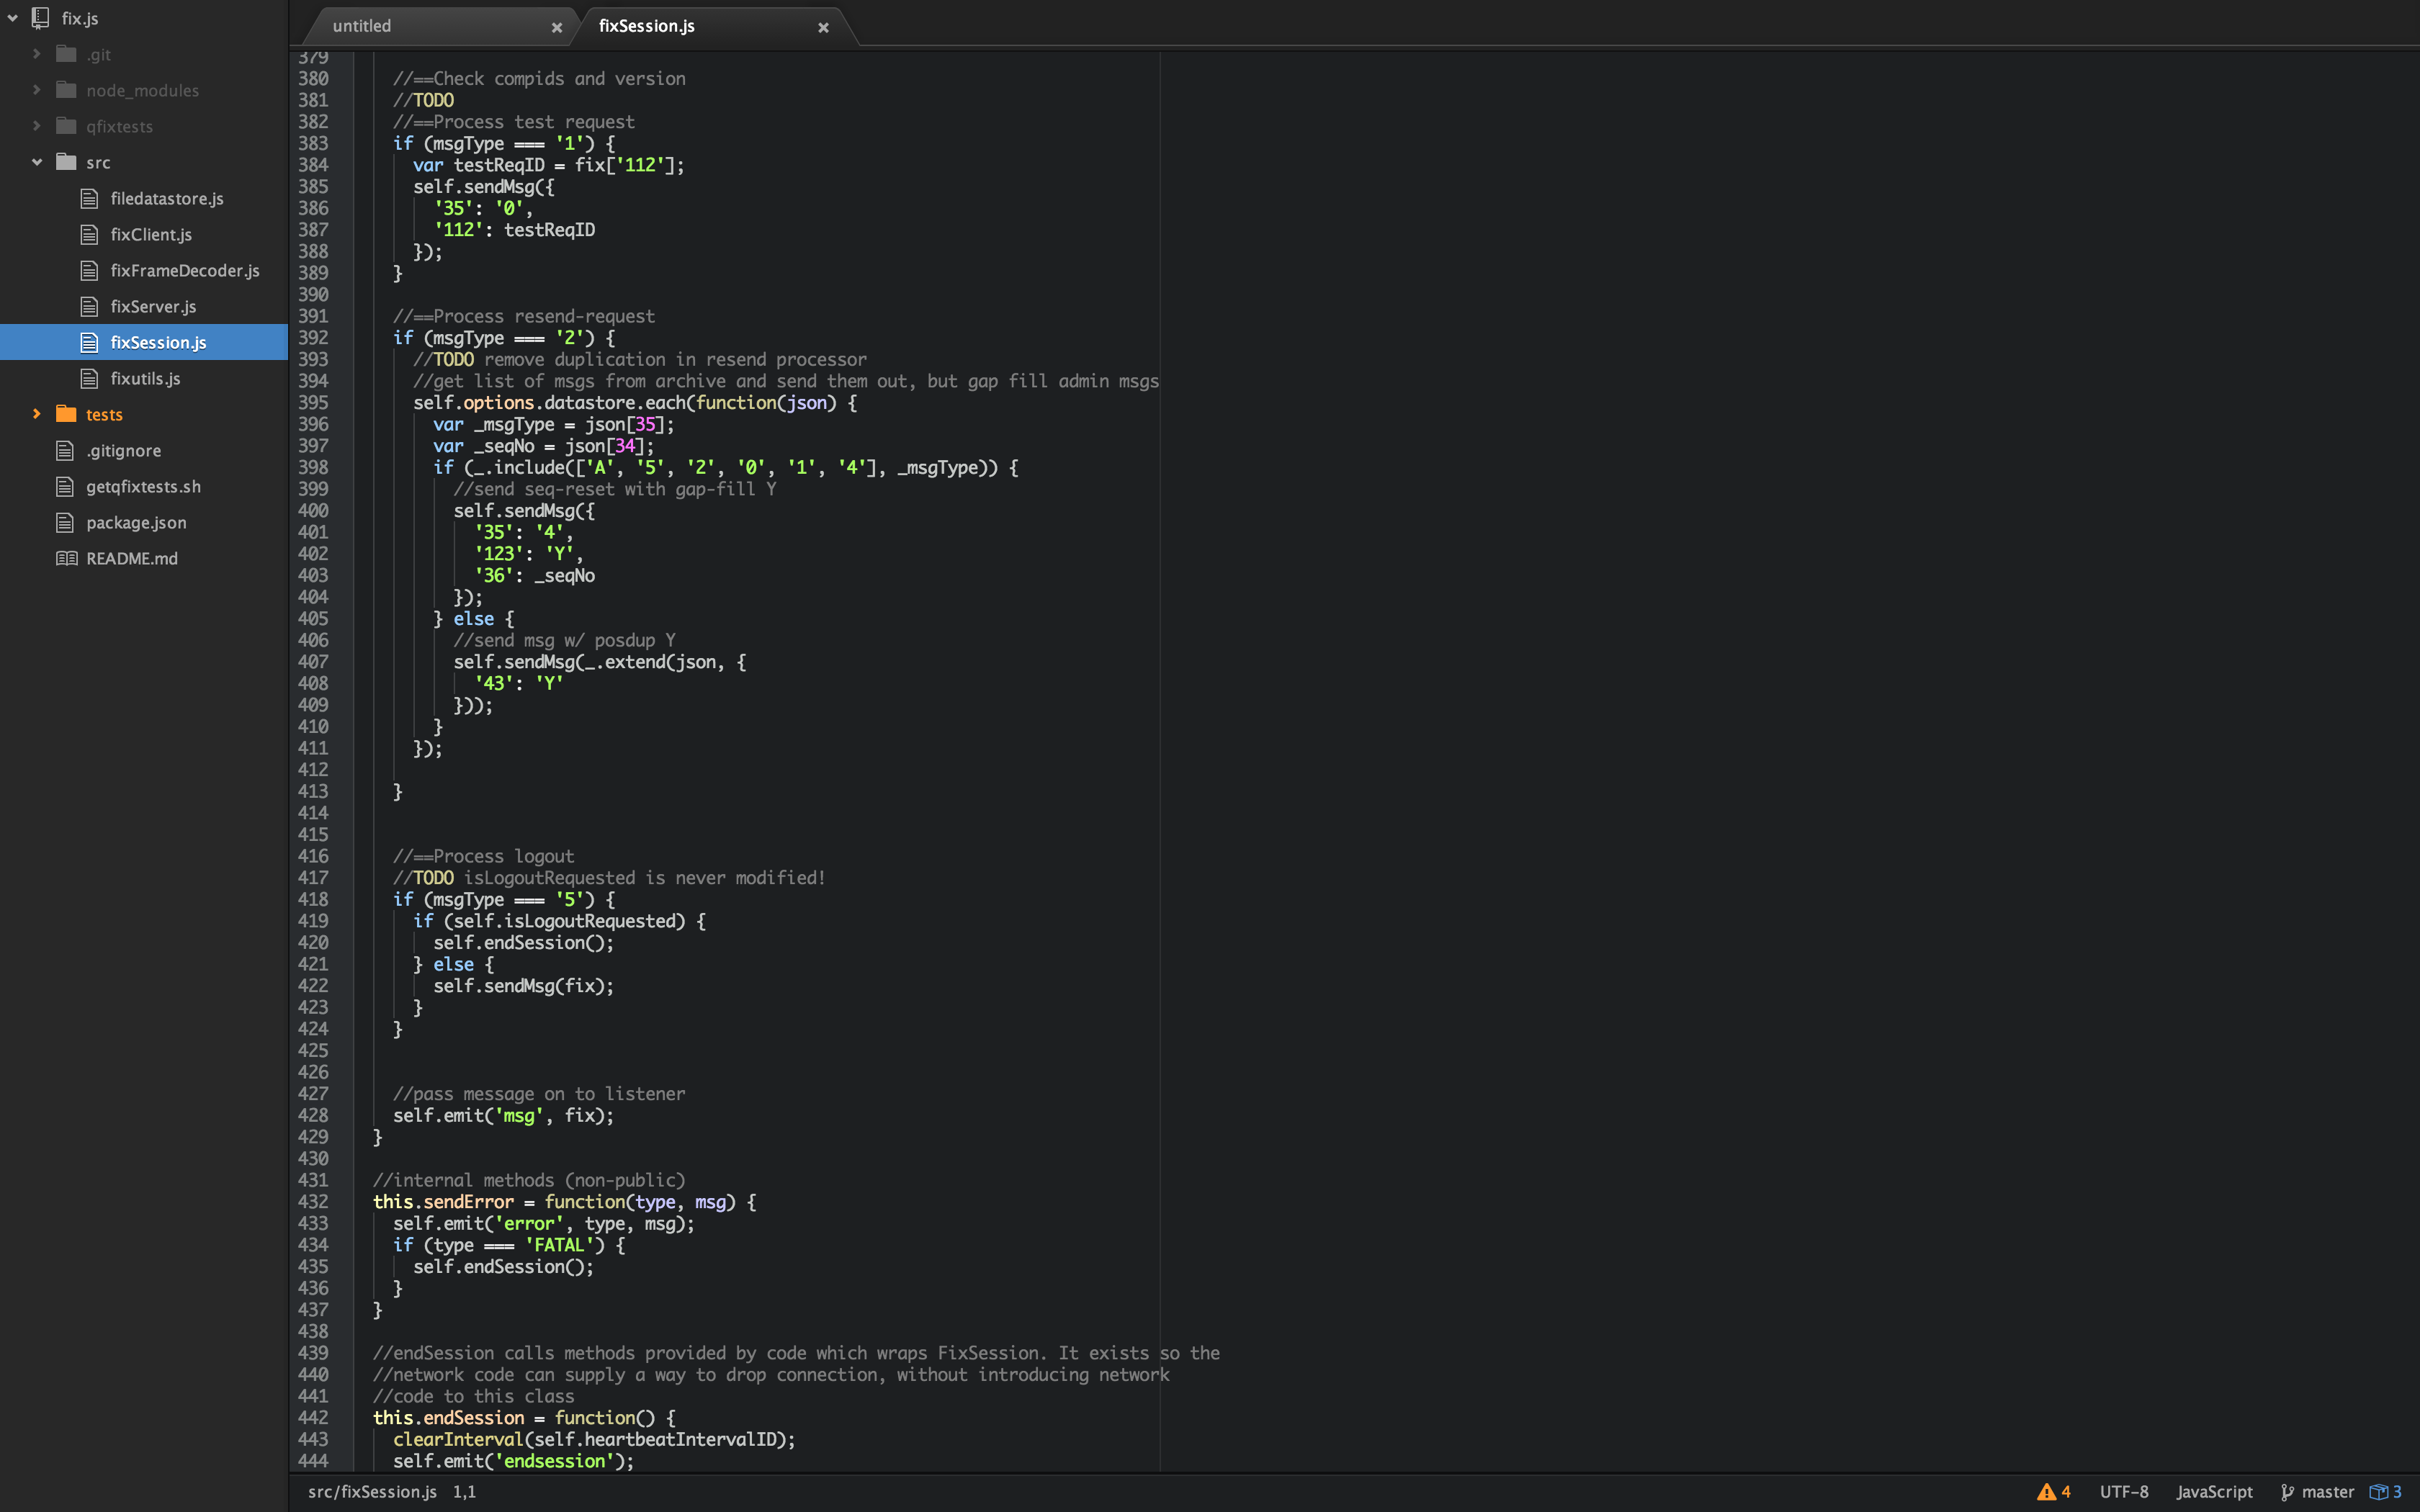 fix.js
.git
node_modules
qfixtests
src
filedatastore.js
fixClient.js
fixFrameDecoder.js
fixServer.js
fixSession.js
fixutils.js
tests
.gitignore
getqfixtests.sh
package.json
README.md
untitled
fixSession.js
379
380 //==Check compids and version
381 //TODO
382 //==Process test request
383 if (msgType === '1') {
384 var testReqID = fix['112'];
385 self.sendMsg({
386 '35': '0',
387 '112': testReqID
388 });
389 }
390
391 //==Process resend-request
392 if (msgType === '2') {
393 //TODO remove duplication in resend processor
394 //get list of msgs from archive and send them out, but gap fill admin msgs
395 self.options.datastore.each(function(json) {
396 var _msgType = json[35];
397 var _seqNo = json[34];
398 if (_.include(['A', '5', '2', '0', '1', '4'], _msgType)) {
399 //send seq-reset with gap-fill Y
400 self.sendMsg({
401 '35': '4',
402 '123': 'Y',
403 '36': _seqNo
404 });
405 } else {
406 //send msg w/ posdup Y
407 self.sendMsg(_.extend(json, {
408 '43': 'Y'
409 }));
410 }
411 });
412
413 }
414
415
416 //==Process logout
417 //TODO isLogoutRequested is never modified!
418 if (msgType === '5') {
419 if (self.isLogoutRequested) {
420 self.endSession();
421 } else {
422 self.sendMsg(fix);
423 }
424 }
425
426
427 //pass message on to listener
428 self.emit('msg', fix);
429 }
430
431 //internal methods (non-public)
432 this.sendError = function(type, msg) {
433 self.emit('error', type, msg);
434 if (type === 'FATAL') {
435 self.endSession();
436 }
437 }
438
439 //endSession calls methods provided by code which wraps FixSession. It exists so the
440 //network code can supply a way to drop connection, without introducing network
441 //code to this class
442 this.endSession = function() {
443 clearInterval(self.heartbeatIntervalID);
444 self.emit('endsession');
src/fixSession.js 1,1
4 UTF-8 JavaScript master 3